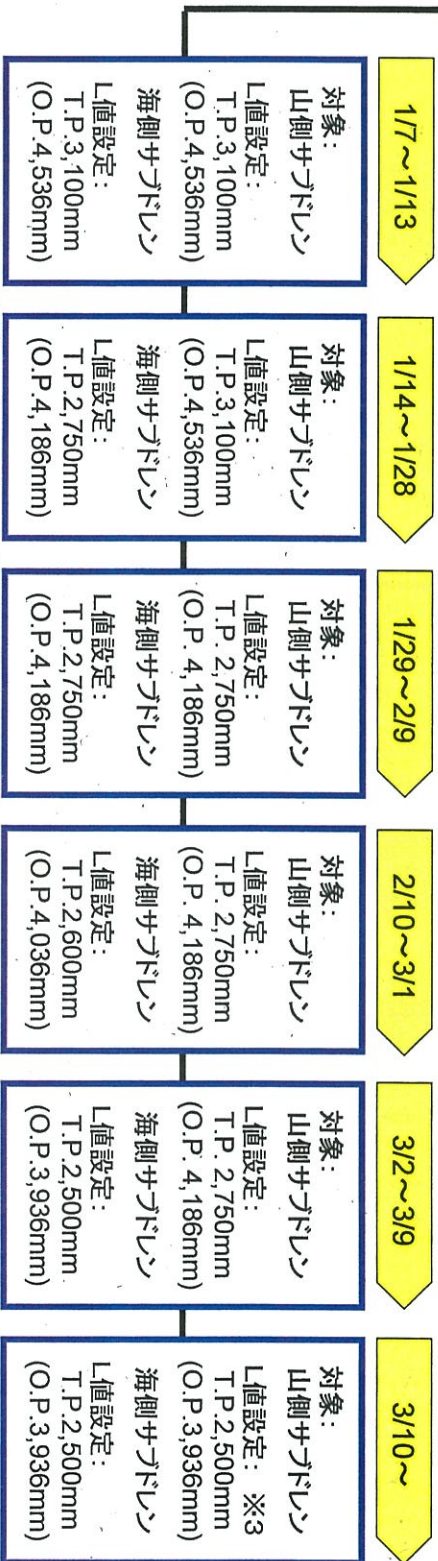 1/7～1/13
対象：
山側サブドレン
L値設定：
T.P.3,100mm
(O.P.4,536mm)
海側サブドレン
L値設定：
T.P.3,100mm
(O.P.4,536mm)
1/14～1/28
対象：
山側サブドレン
L値設定：
T.P.3,100mm
(O.P.4,536mm)
海側サブドレン
L値設定：
T.P.2,750mm
(O.P.4,186mm)
1/29～2/9
対象：
山側サブドレン
L値設定：
T.P. 2,750mm
(O.P. 4,186mm)
海側サブドレン
L値設定：
T.P.2,750mm
(O.P.4,186mm)
2/10～3/1
対象：
山側サブドレン
L値設定：
T.P. 2,750mm
(O.P. 4,186mm)
海側サブドレン
L値設定：
T.P.2,600mm
(O.P.4,036mm)
3/2～3/9
対象：
山側サブドレン
L値設定：
T.P. 2,750mm
(O.P. 4,186mm)
海側サブドレン
L値設定：
T.P.2,500mm
(O.P.3,936mm)
3/10～
対象：
山側サブドレン
L値設定： ※3
T.P.2,500mm
(O.P.3,936mm)
海側サブドレン
L値設定：
T.P.2,500mm
(O.P.3,936mm)